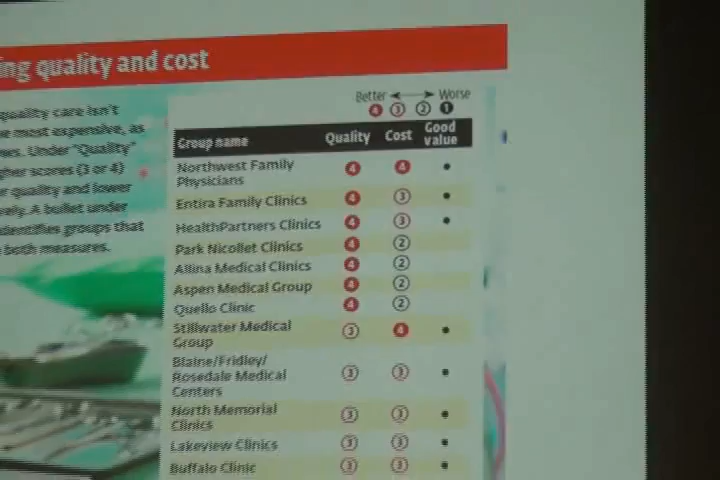 ing quality and cost
quality care isn't
e most expensive, as
es. Under "Quality"
gher scores (3 or 4)
r quality and lower
vely. A bullet under
identifies groups that
both measures.
Better Worse
4 3 2 1
Group name Quality Cost Good value
Northwest Family Physicians 4 4 •
Entira Family Clinics 4 3 •
HealthPartners Clinics 4 3 •
Park Nicollet Clinics 4 2
Allina Medical Clinics 4 2
Aspen Medical Group 4 2
Quello Clinic 4 2
Stillwater Medical Group 3 4 •
Blaine/Fridley/ Rosedale Medical Centers 3 3 •
North Memorial Clinics 3 3 •
Lakeview Clinics 3 3 •
Buffalo Clinic 3 3 •